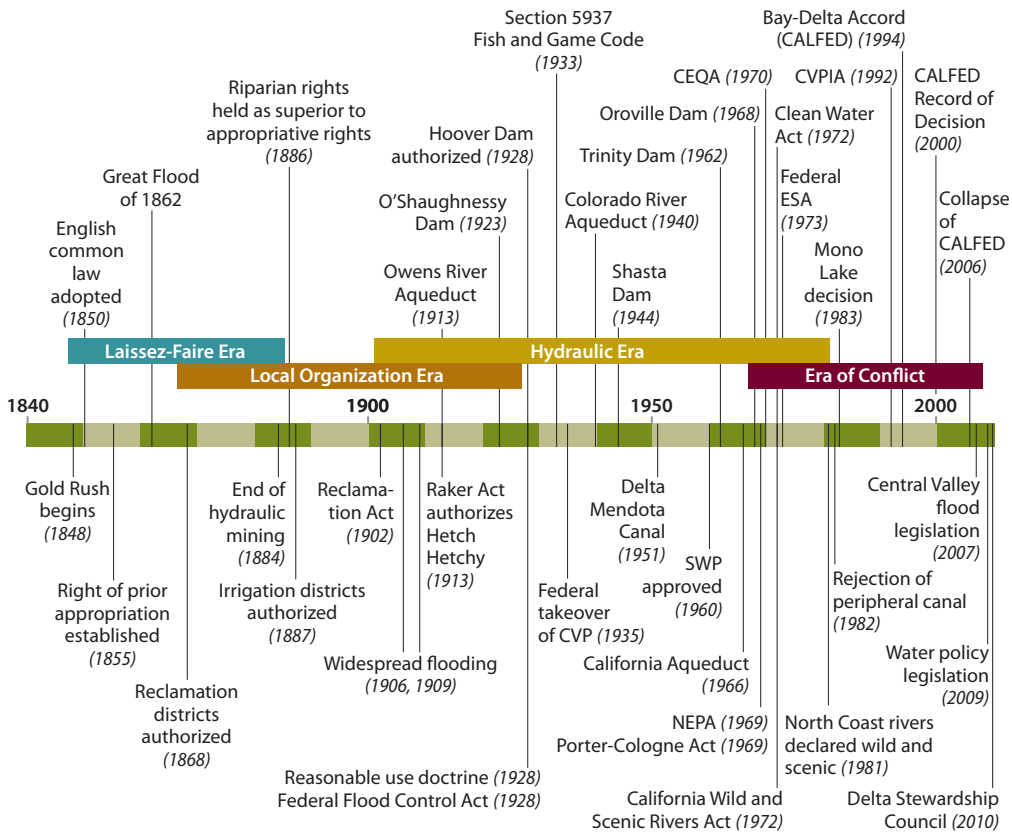 Section 5937
Fish and Game Code
(1933)
Bay-Delta Accord
(CALFED) (1994)
Riparian rights
held as superior to
appropriative rights
(1886)
CEQA (1970)
CVPIA (1992)
CALFED
Record of
Decision
(2000)
Hoover Dam
authorized (1928)
Oroville Dam (1968)
Clean Water
Act (1972)
Great Flood
of 1862
Trinity Dam (1962)
Federal
ESA
(1973)
English
common
law
adopted
(1850)
O'Shaughnessy
Dam (1923)
Colorado River
Aqueduct (1940)
Collapse
of
CALFED
(2006)
Owens River
Aqueduct
(1913)
Shasta
Dam
(1944)
Mono
Lake
decision
(1983)
Laissez-Faire Era
Hydraulic Era
Local Organization Era
Era of Conflict
1840
1900
1950
2000
Gold Rush
begins
(1848)
End of
hydraulic
mining
(1884)
Reclama-
tion Act
(1902)
Raker Act
authorizes
Hetch
Hetchy
(1913)
Delta
Mendota
Canal
(1951)
Central Valley
flood
legislation
(2007)
Right of prior
appropriation
established
(1855)
Irrigation districts
authorized
(1887)
Federal
takeover
of CVP (1935)
SWP
approved
(1960)
Rejection of
peripheral canal
(1982)
Widespread flooding
(1906, 1909)
California Aqueduct
(1966)
Water policy
legislation
(2009)
Reclamation
districts
authorized
(1868)
NEPA (1969)
Porter-Cologne Act (1969)
North Coast rivers
declared wild and
scenic (1981)
Reasonable use doctrine (1928)
Federal Flood Control Act (1928)
California Wild and
Scenic Rivers Act (1972)
Delta Stewardship
Council (2010)